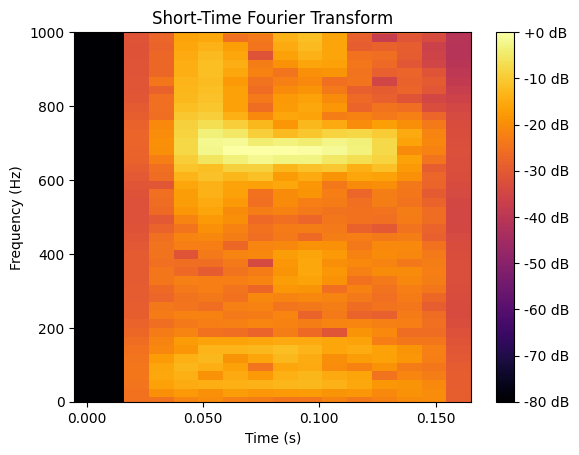 Short-Time Fourier Transform
1000
800
600
400
200
0
Frequency (Hz)
0.000
0.050
0.100
0.150
Time (s)
+0 dB
-10 dB
-20 dB
-30 dB
-40 dB
-50 dB
-60 dB
-70 dB
-80 dB